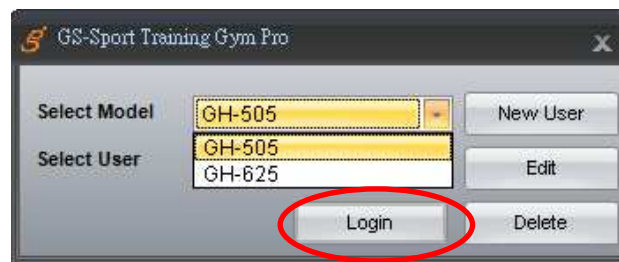 GS-Sport Training Gym Pro
Select Model GH-505 New User
GH-505
Select User GH-625 Edit
Login Delete